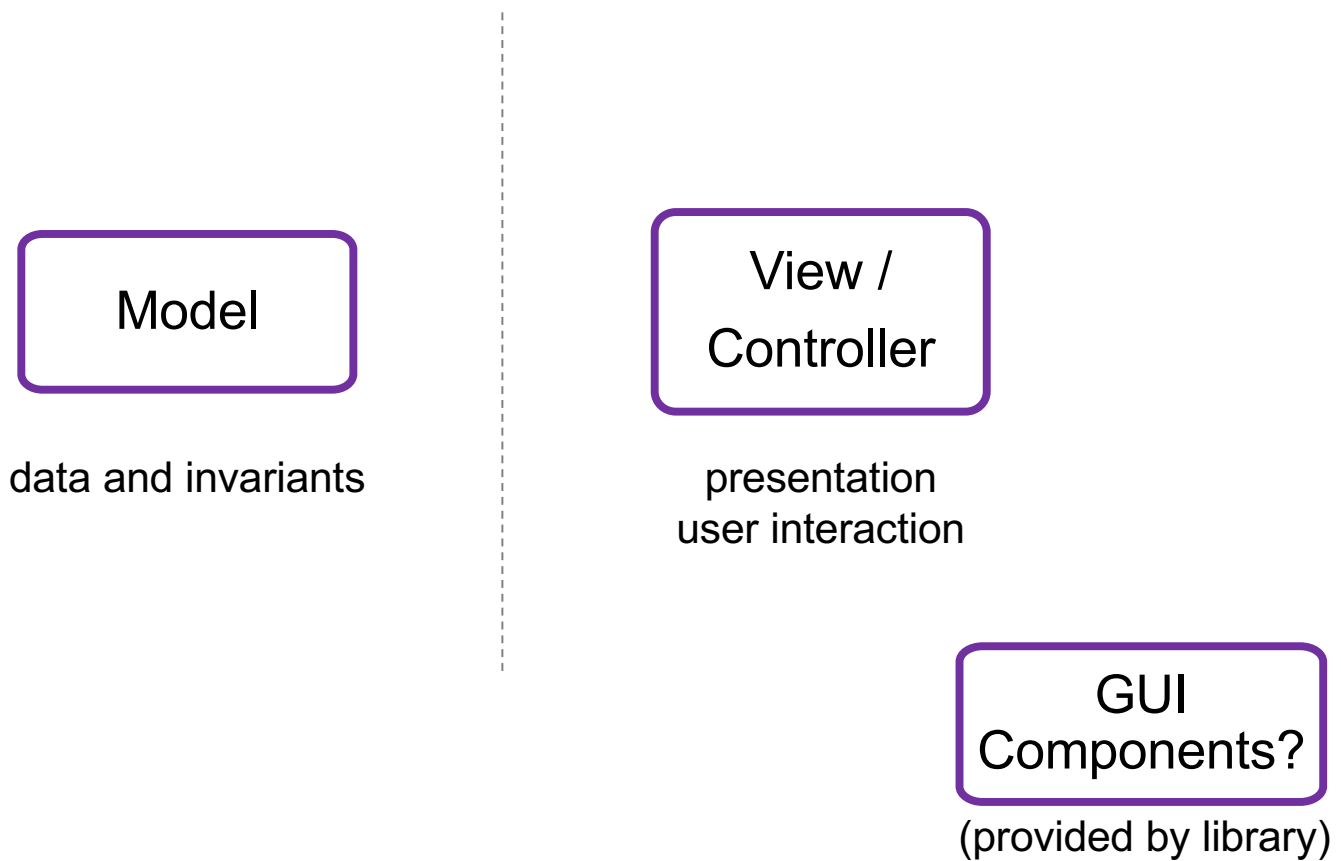 Model
data and invariants
View /
Controller
presentation
user interaction
GUI
Components?
(provided by library)